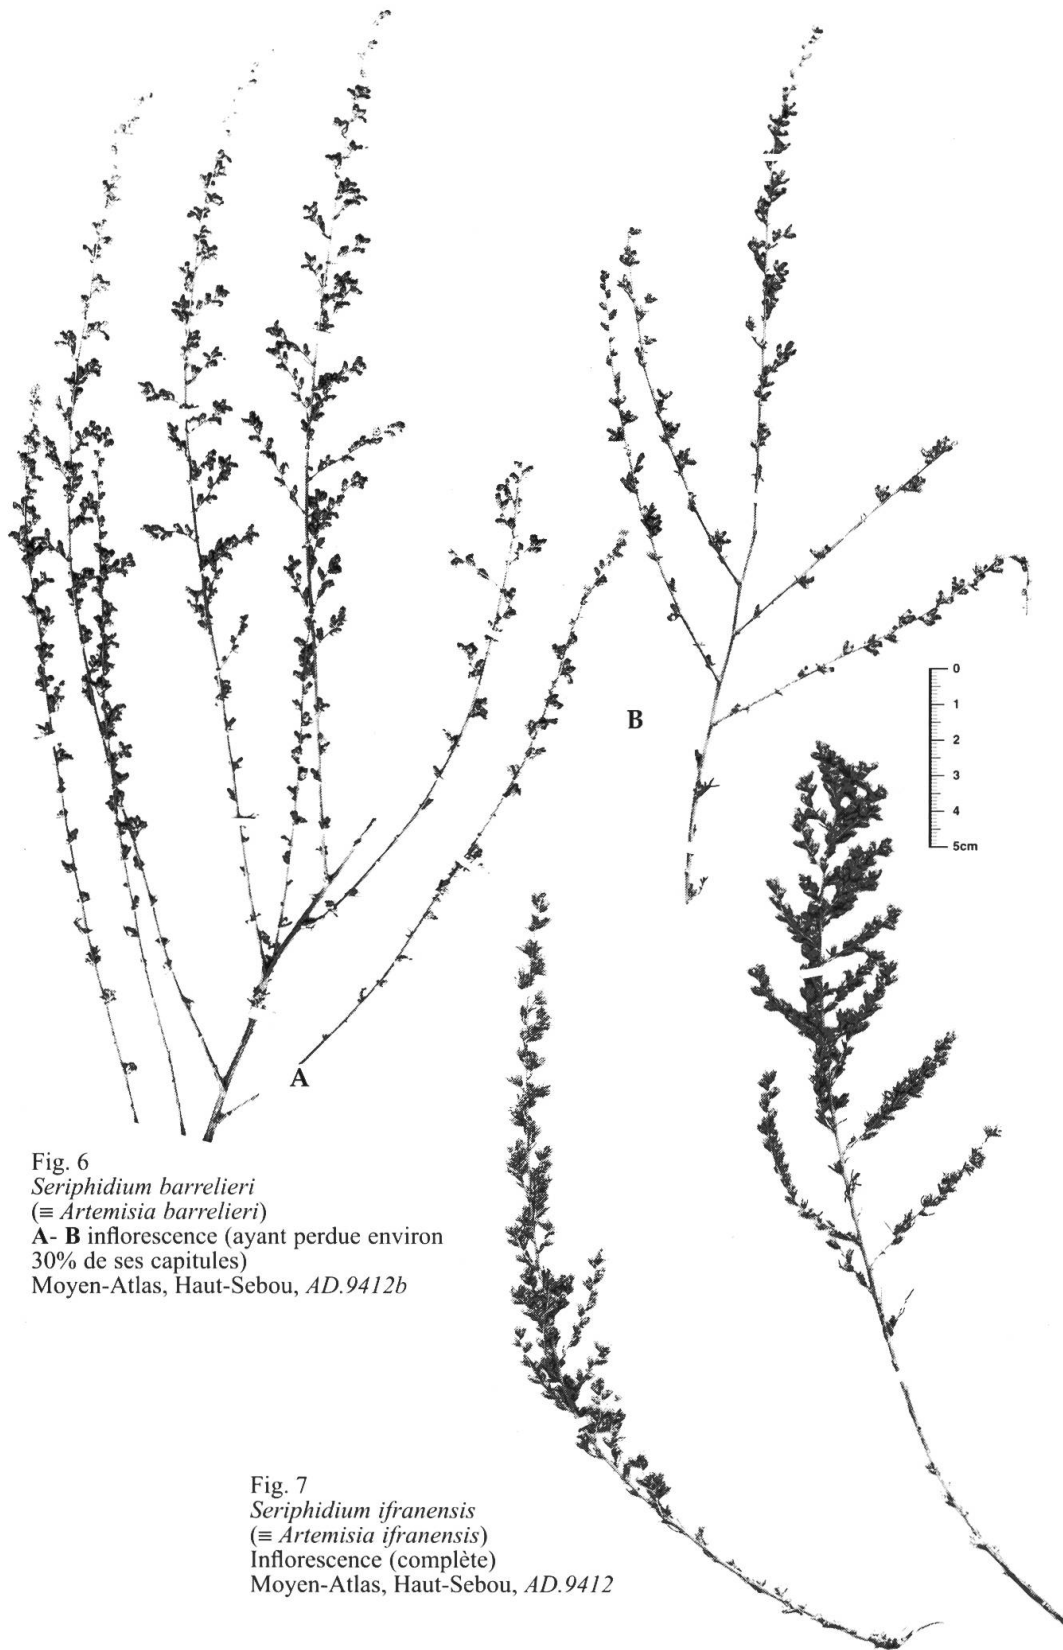 B
0
1
2
3
4
5cm
A
Fig. 6
Seriphidium barrelieri
(≡ Artemisia barrelieri)
A- B inflorescence (ayant perdue environ
30% de ses capitules)
Moyen-Atlas, Haut-Sebou, AD.9412b
Fig. 7
Seriphidium ifranensis
(≡ Artemisia ifranensis)
Inflorescence (complète)
Moyen-Atlas, Haut-Sebou, AD.9412